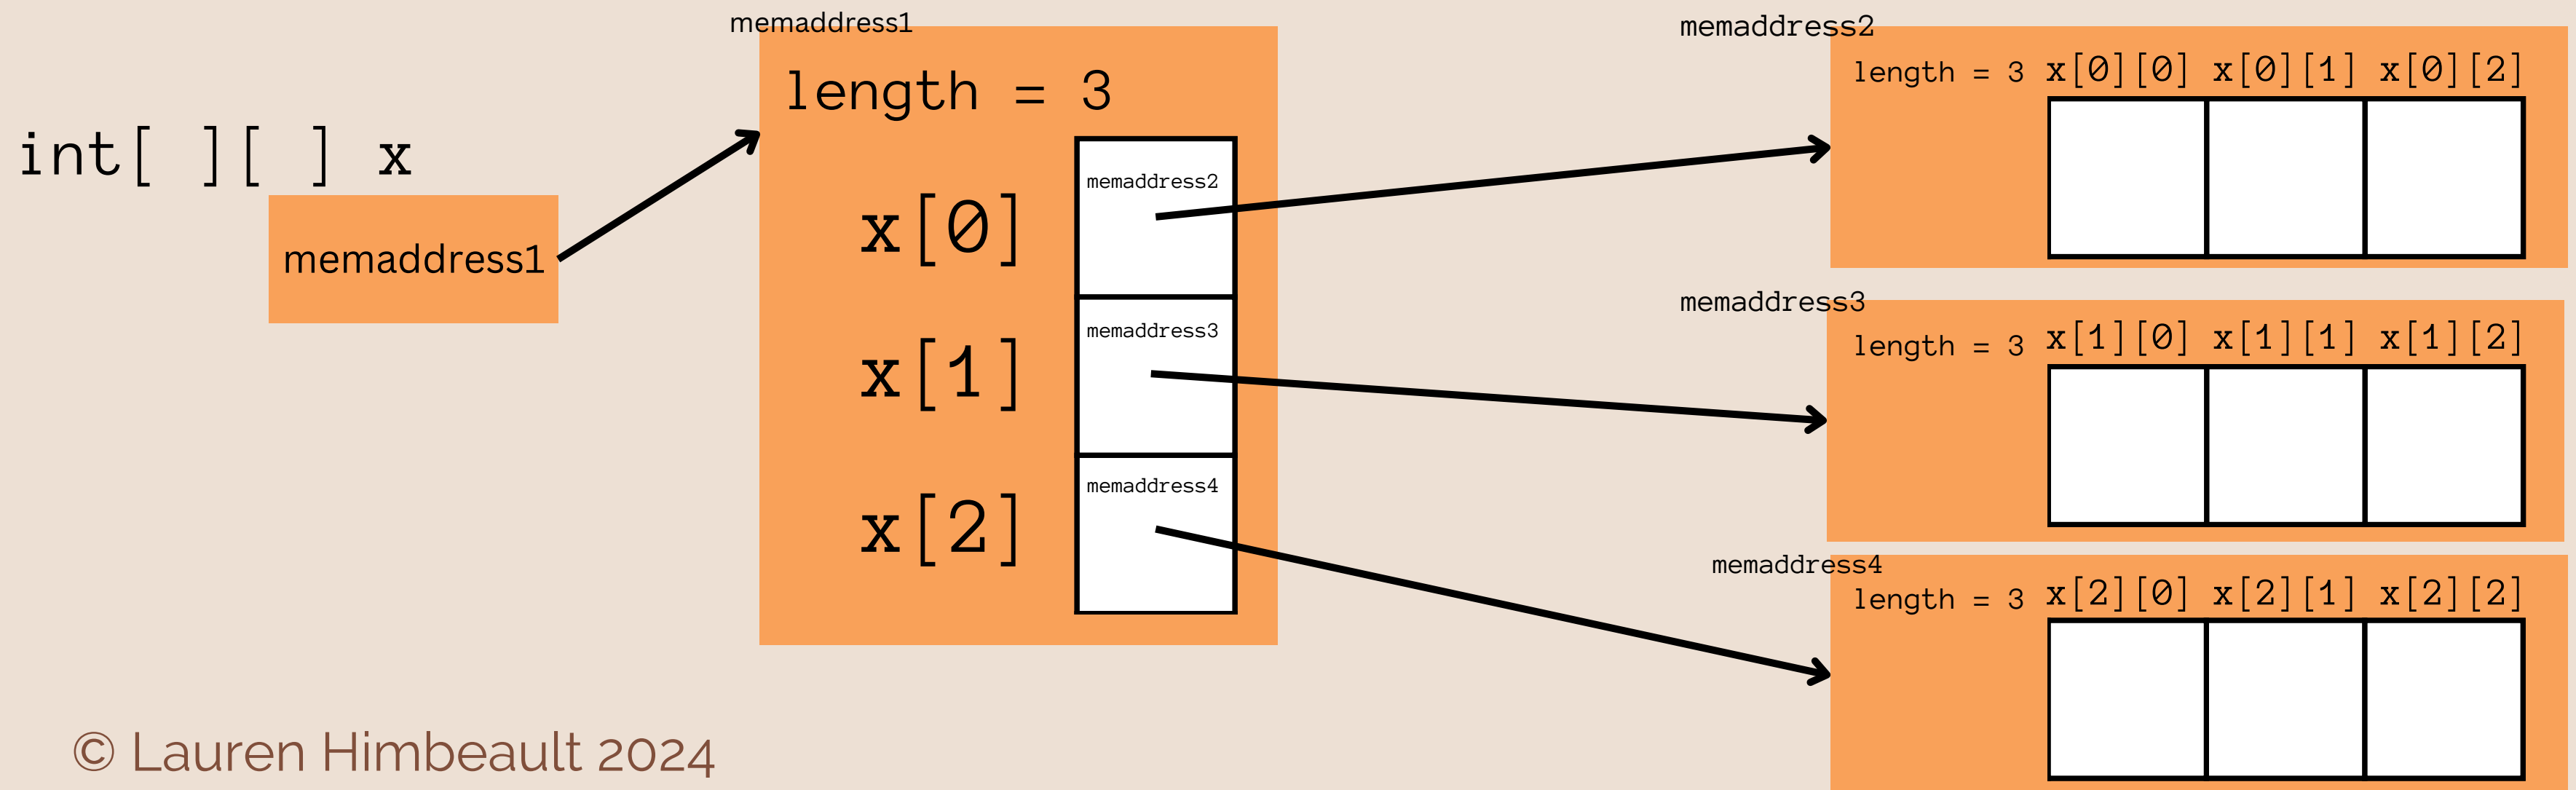 int[ ][ ] x
memaddress1
memaddress1
length = 3
x[0]
memaddress2
x[1]
memaddress3
x[2]
memaddress4
memaddress2
length = 3 x[0][0] x[0][1] x[0][2]
memaddress3
length = 3 x[1][0] x[1][1] x[1][2]
memaddress4
length = 3 x[2][0] x[2][1] x[2][2]
© Lauren Himbeault 2024